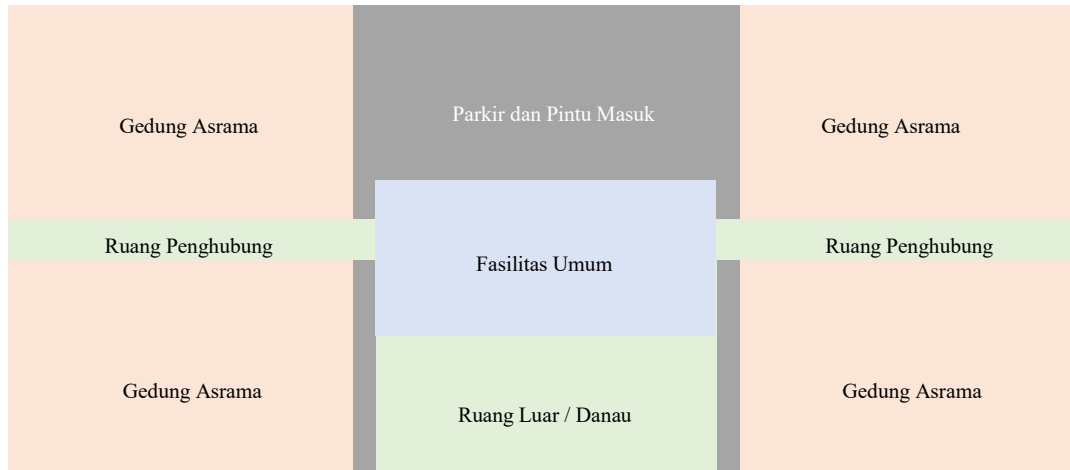 Gedung Asrama
Parkir dan Pintu Masuk
Gedung Asrama
Ruang Penghubung
Fasilitas Umum
Ruang Penghubung
Gedung Asrama
Ruang Luar / Danau
Gedung Asrama